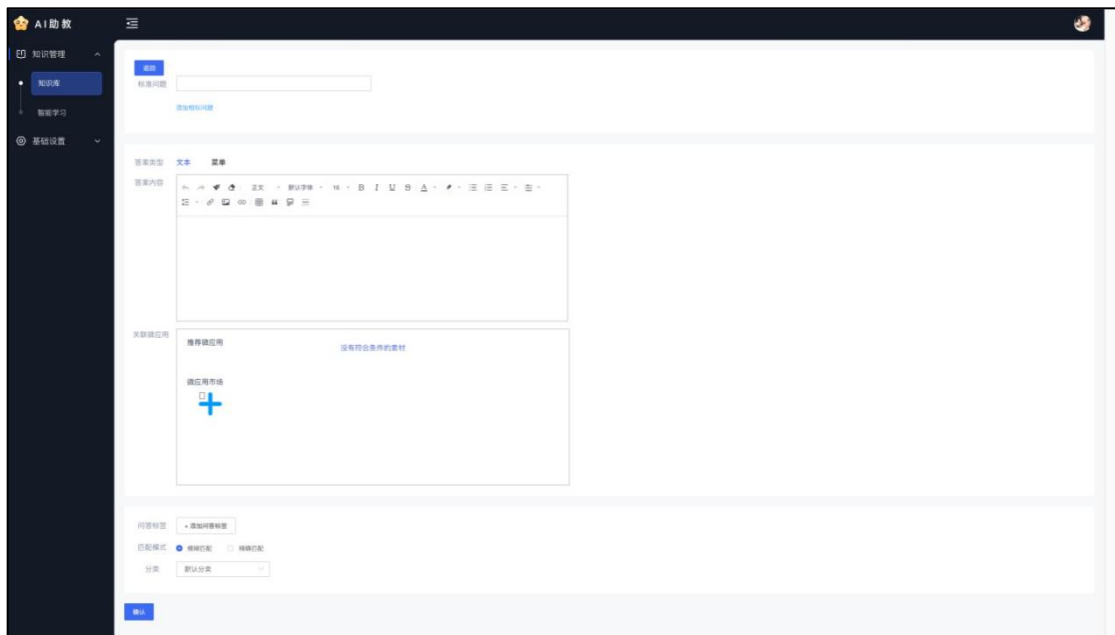 AI助教
知识管理
知识库
智能学习
基础设置
返回
标准问题
添加相似问题
答案类型 文本 菜单
答案内容
正文 默认字体 16 B I U S A
关联微应用
推荐微应用
没有符合条件的素材
微应用市场
问答标签 + 添加问答标签
匹配模式 模糊匹配 精确匹配
分类 默认分类
确认